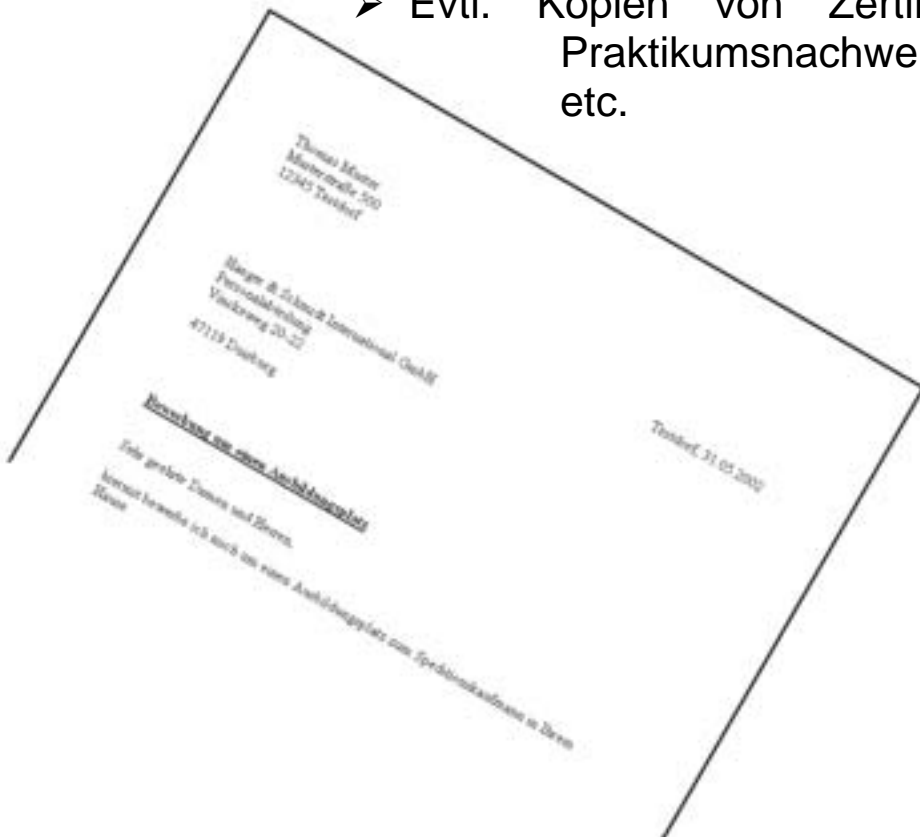 ➢ Evtl. Kopien von Zerti
Praktikumsnachwe
etc.
Thomas Muster
Musterstraße 500
12345 Testdorf
Haeger & Schmidt International GmbH
Personalabteilung
Vinckeweg 20-22
47119 Duisburg
Testdorf, 31.05.2002
Bewerbung um einen Ausbildungsplatz
Sehr geehrte Damen und Herren,
hiermit bewerbe ich mich um einen Ausbildungsplatz zum Speditionskaufmann in Ihrem
Hause